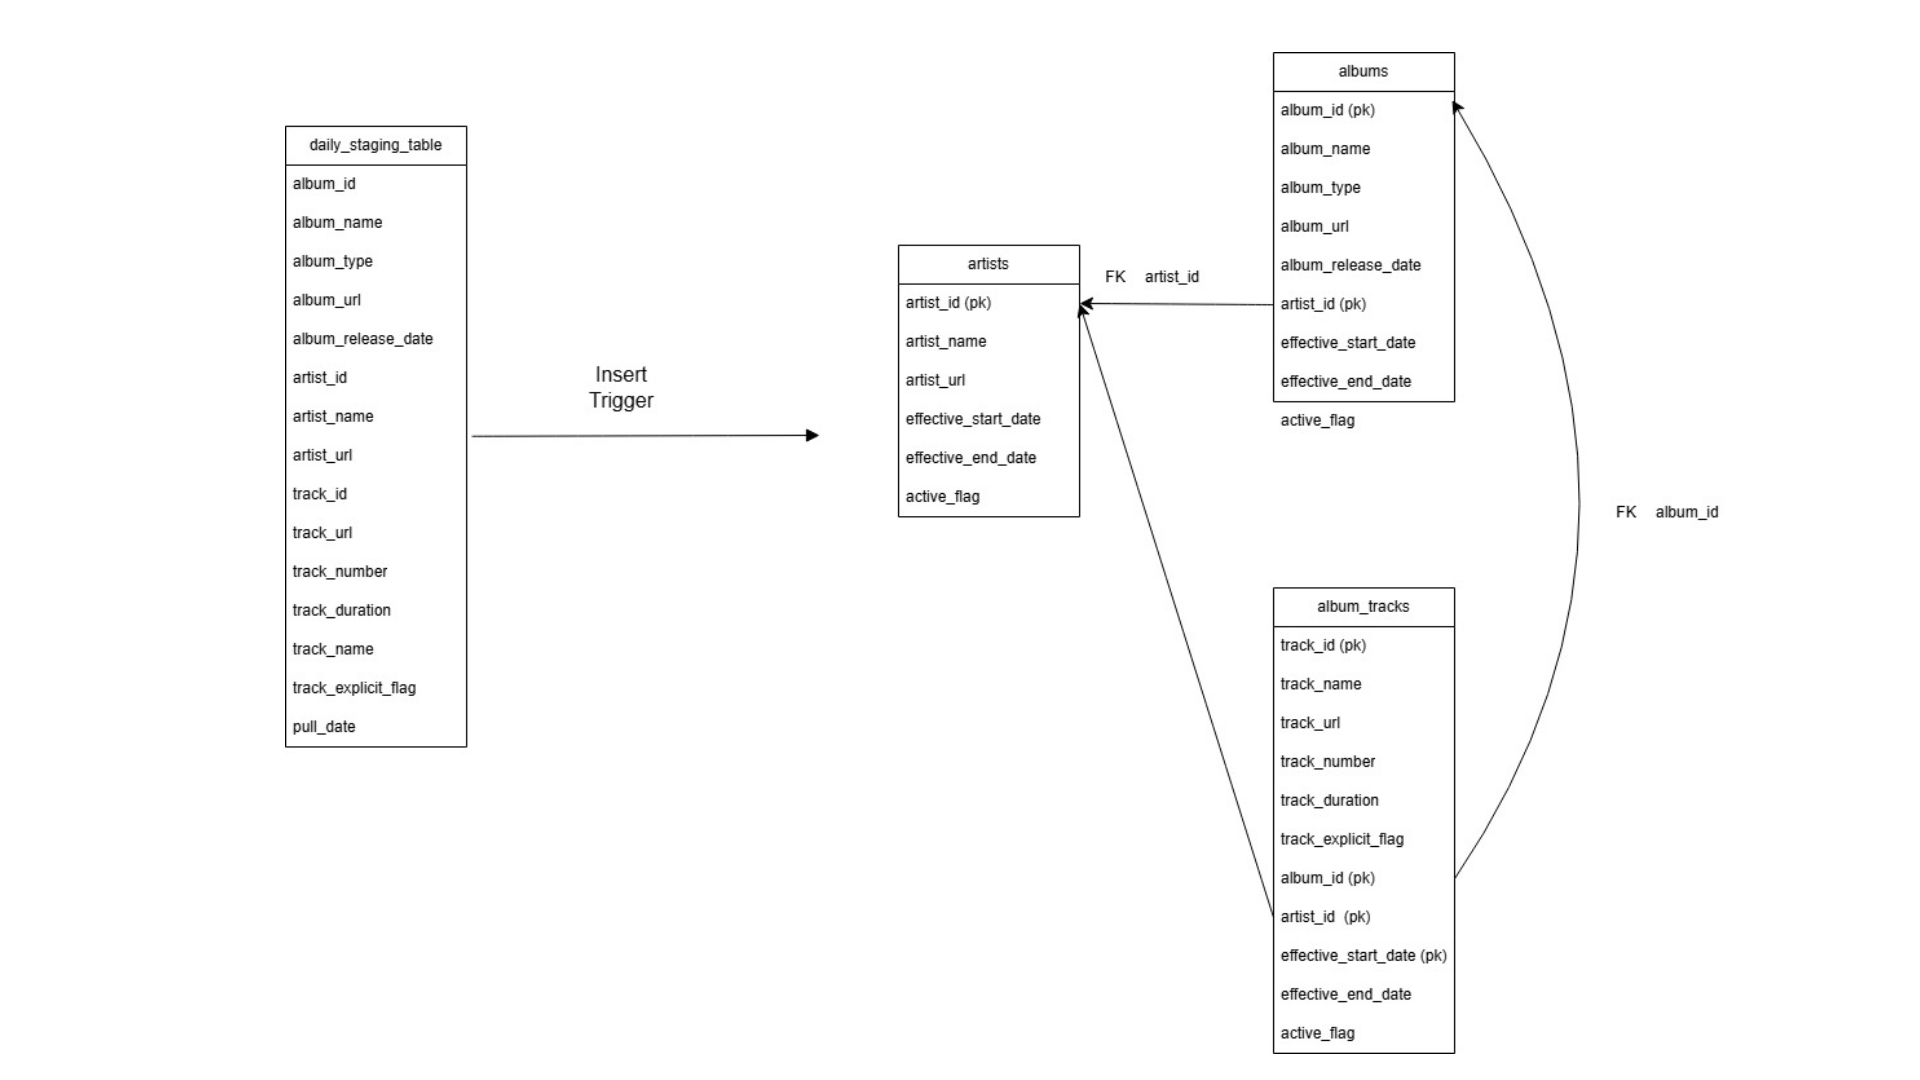 daily_staging_table
album_id
album_name
album_type
album_url
album_release_date
artist_id
artist_name
artist_url
track_id
track_url
track_number
track_duration
track_name
track_explicit_flag
pull_date
Insert
Trigger
artists
artist_id (pk)
artist_name
artist_url
effective_start_date
effective_end_date
active_flag
FK artist_id
albums
album_id (pk)
album_name
album_type
album_url
album_release_date
artist_id (pk)
effective_start_date
effective_end_date
active_flag
FK album_id
album_tracks
track_id (pk)
track_name
track_url
track_number
track_duration
track_explicit_flag
album_id (pk)
artist_id (pk)
effective_start_date (pk)
effective_end_date
active_flag